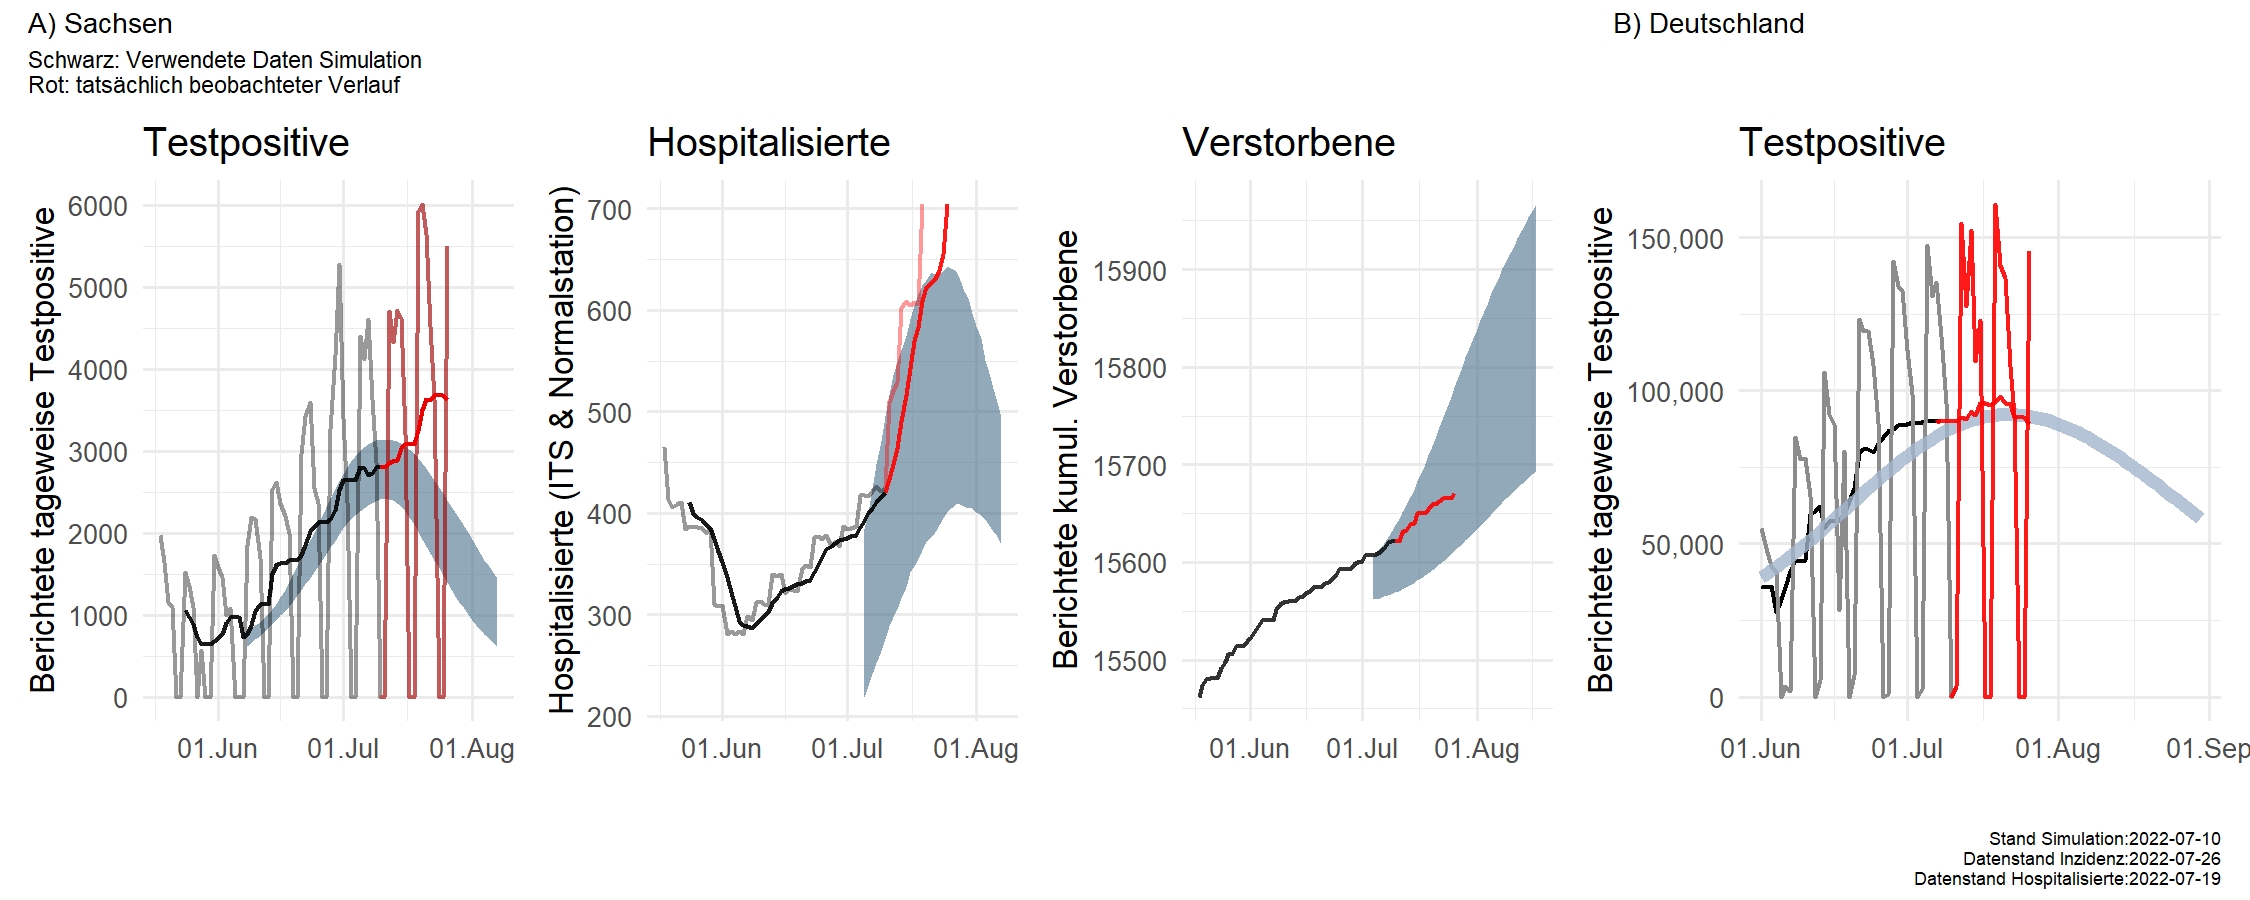 A) Sachsen
Schwarz: Verwendete Daten Simulation
Rot: tatsächlich beobachteter Verlauf
B) Deutschland
Testpositive
Berichtete tageweise Testpositive
6000
5000
4000
3000
2000
1000
0
01.Jun
01.Jul
01.Aug
Hospitalisierte
Hospitalisierte (ITS & Normalstation)
700
600
500
400
300
200
01.Jun
01.Jul
01.Aug
Verstorbene
Berichtete kumul. Verstorbene
15900
15800
15700
15600
15500
01.Jun
01.Jul
01.Aug
Testpositive
Berichtete tageweise Testpositive
150,000
100,000
50,000
0
01.Jun
01.Jul
01.Aug
01.Sep
Stand Simulation:2022-07-10
Datenstand Inzidenz:2022-07-26
Datenstand Hospitalisierte:2022-07-19